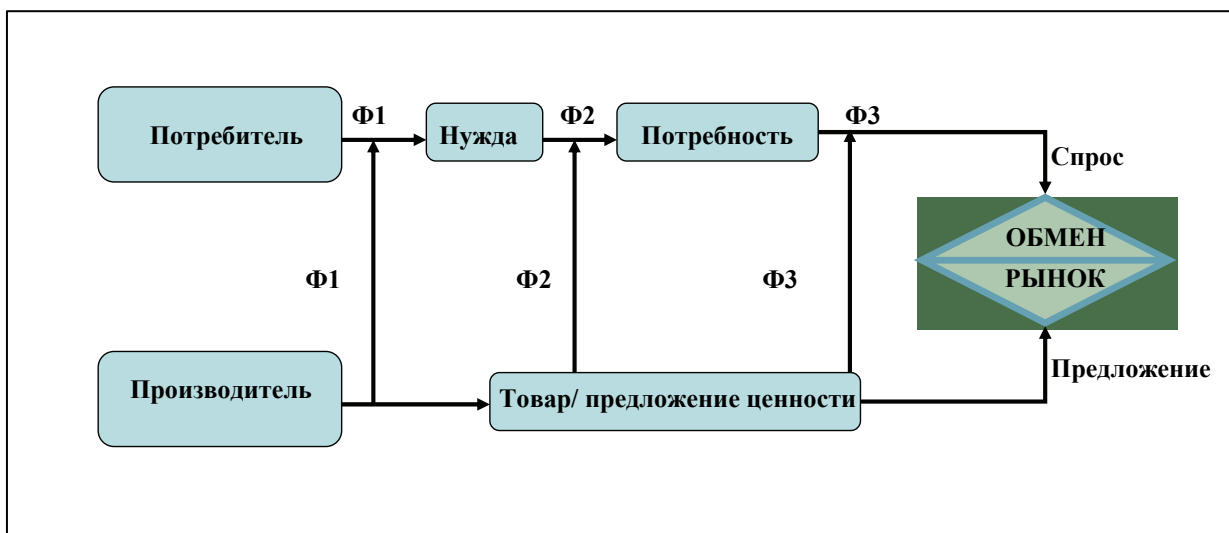 Ф1
Ф2
Ф3
Потребитель
Нужда
Потребность
Спрос
ОБМЕН
РЫНОК
Ф1
Ф2
Ф3
Производитель
Товар/ предложение ценности
Предложение